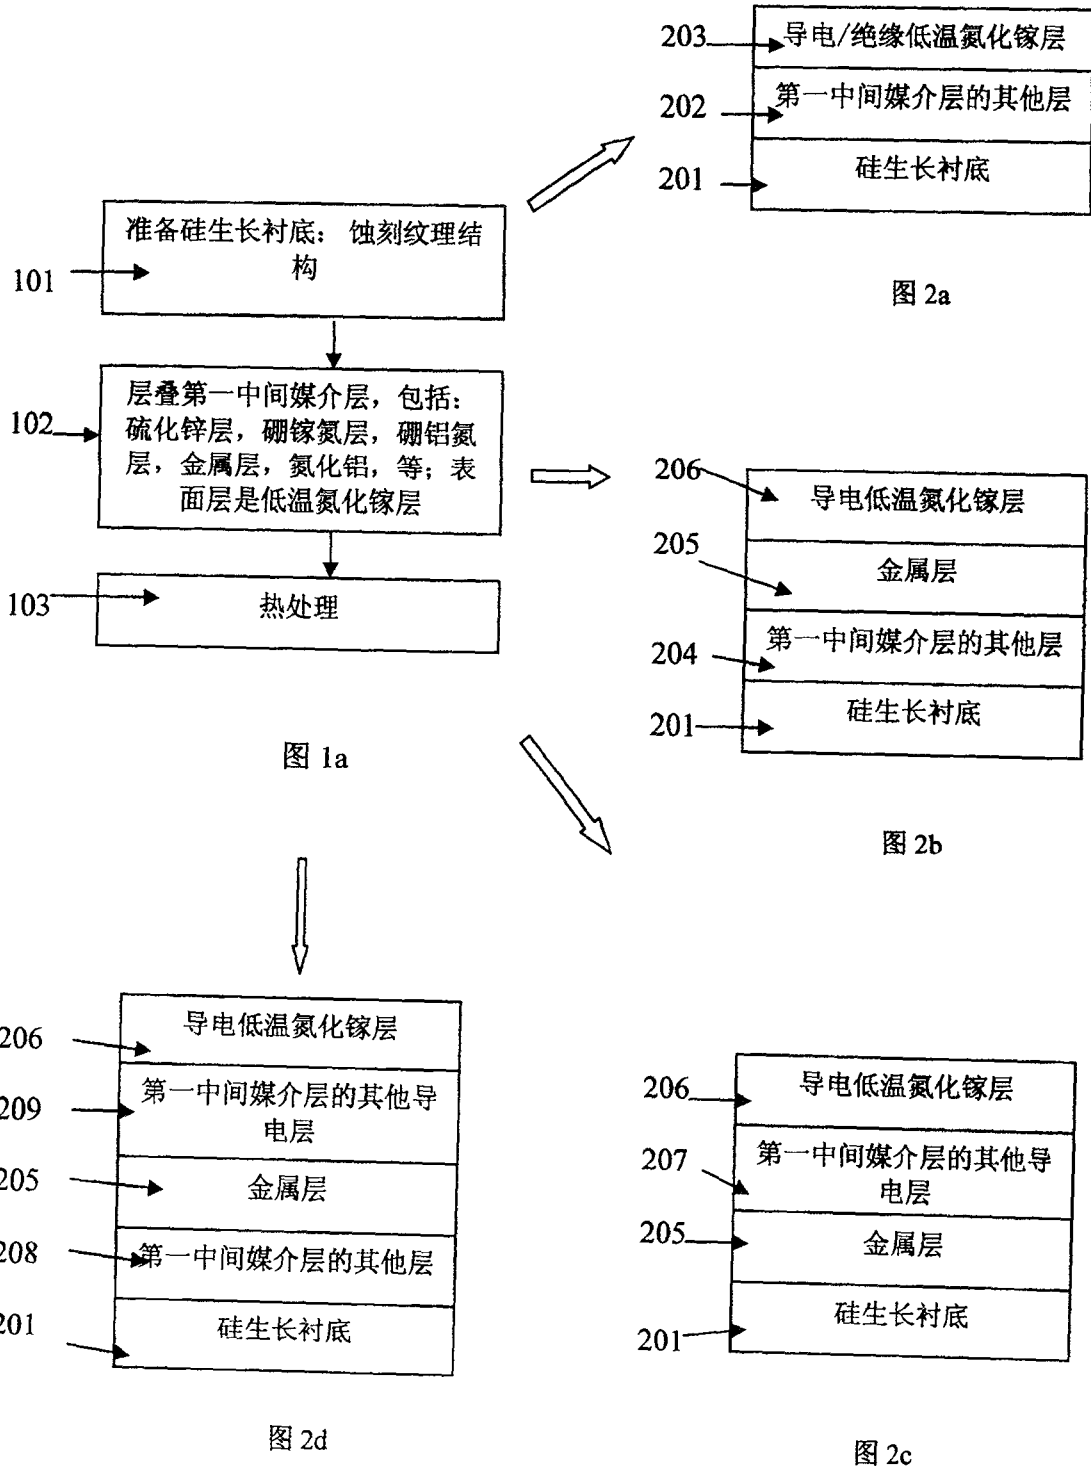 203
导电/绝缘低温氮化镓层
202
第一中间媒介层的其他层
201
硅生长衬底
图 2a
101
准备硅生长衬底； 蚀刻纹理结
构
102
层叠第一中间媒介层，包括：
硫化锌层，硼镓氮层，硼铝氮
层，金属层，氮化铝，等；表
面层是低温氮化镓层
103
热处理
图 1a
206
导电低温氮化镓层
205
金属层
204
第一中间媒介层的其他层
201
硅生长衬底
图 2b
206
导电低温氮化镓层
209
第一中间媒介层的其他导
电层
205
金属层
208
第一中间媒介层的其他层
201
硅生长衬底
图 2d
206
导电低温氮化镓层
207
第一中间媒介层的其他导
电层
205
金属层
201
硅生长衬底
图 2c